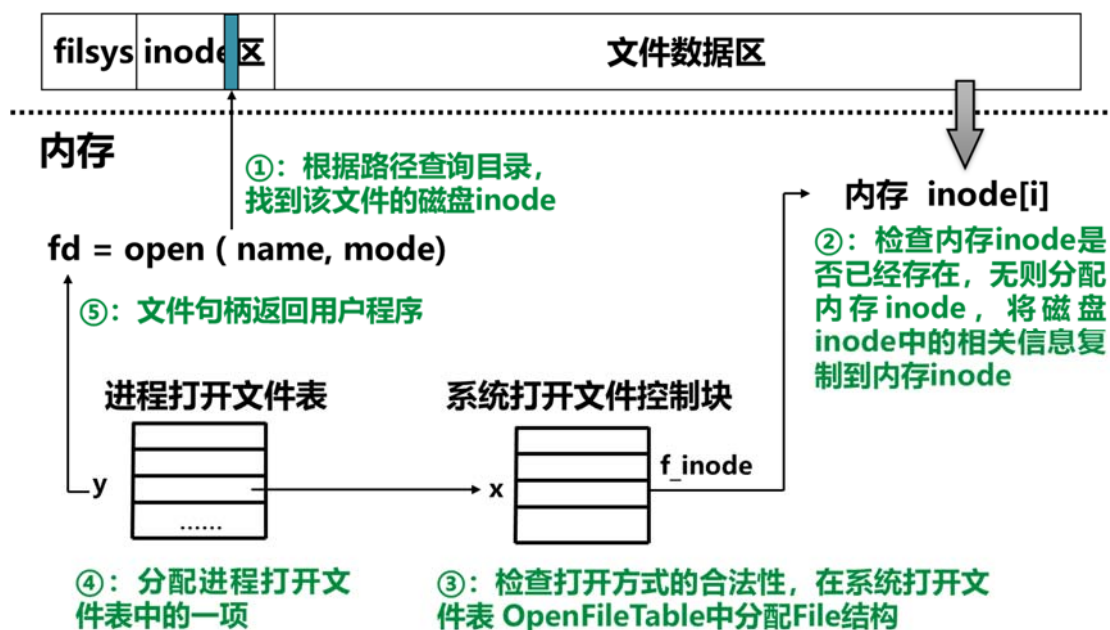 filsys inode区 文件数据区
内存
①：根据路径查询目录，
找到该文件的磁盘inode
fd = open ( name, mode)
⑤：文件句柄返回用户程序
内存 inode[i]
②：检查内存inode是
否已经存在，无则分配
内存inode，将磁盘
inode中的相关信息复
制到内存inode
进程打开文件表
系统打开文件控制块
f_inode
y
x
......
④：分配进程打开文
件表中的一项
③：检查打开方式的合法性，在系统打开文
件表 OpenFileTable中分配File结构